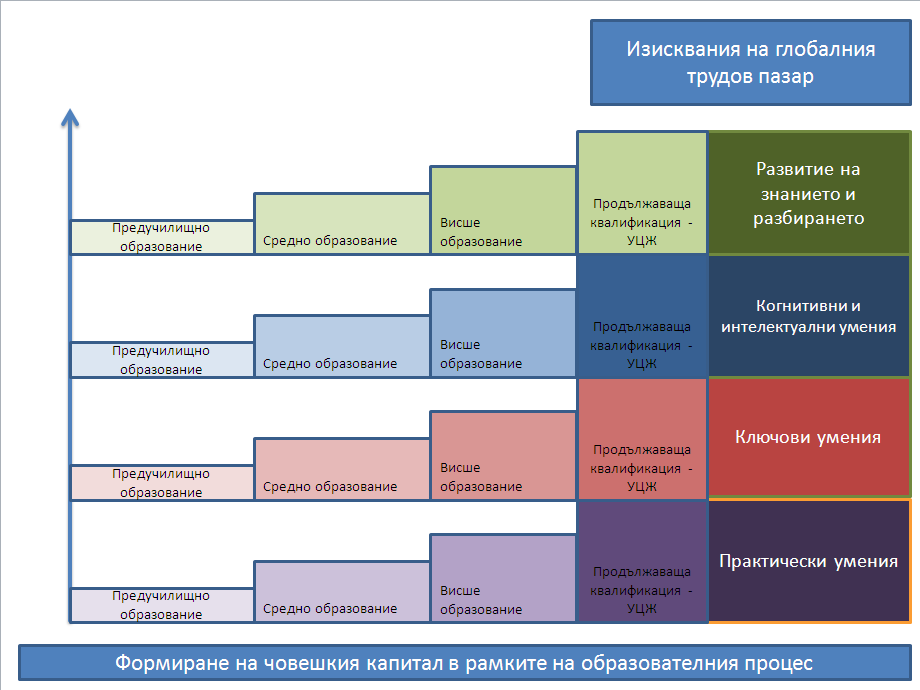 Изисквания на глобалния
трудов пазар
Предучилищно
образование
Средно образование
Висше
образование
Продължаваща
квалификация -
УЦЖ
Развитие на
знанието и
разбирането
Предучилищно
образование
Средно образование
Висше
образование
Продължаваща
квалификация -
УЦЖ
Когнитивни и
интелектуални умения
Предучилищно
образование
Средно образование
Висше
образование
Продължаваща
квалификация -
УЦЖ
Ключови умения
Предучилищно
образование
Средно образование
Висше
образование
Продължаваща
квалификация -
УЦЖ
Практически умения
Формиране на човешкия капитал в рамките на образователния процес